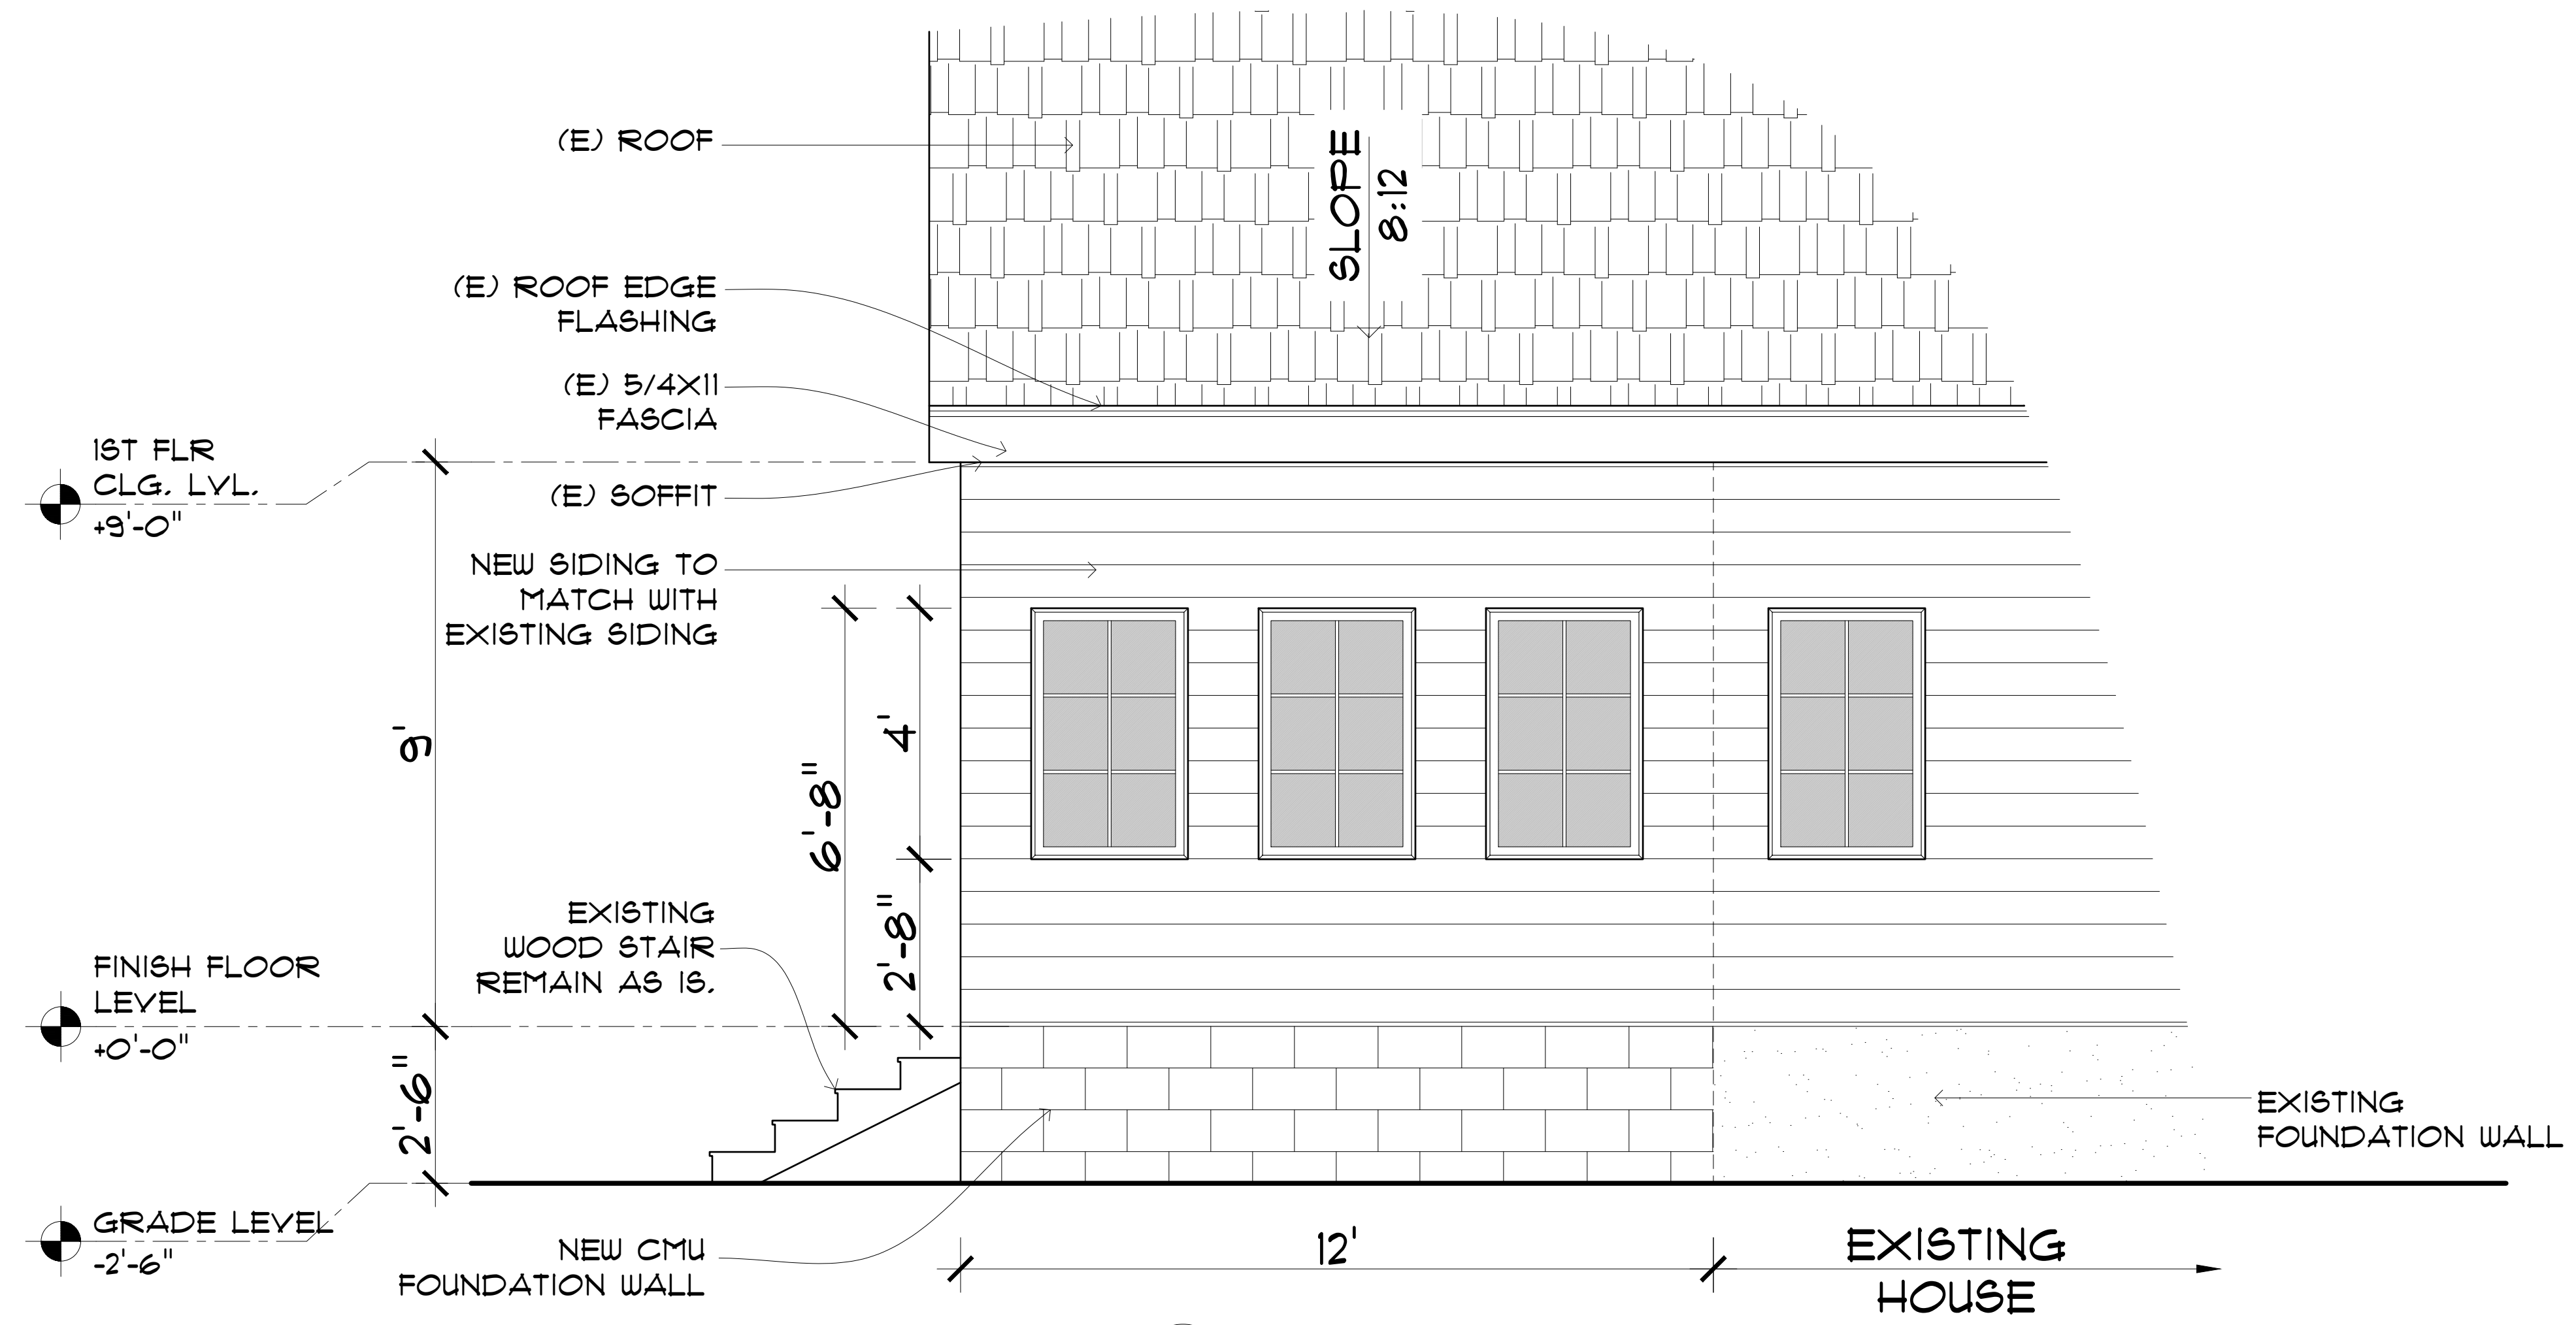 (E) ROOF
SLOPE
8:12
(E) ROOF EDGE
FLASHING
(E) 5/4X11
FASCIA
1ST FLR
CLG. LVL.
+9'-0"
(E) SOFFIT
NEW SIDING TO
MATCH WITH
EXISTING SIDING
9'
4'
6'-8"
2'-8"
EXISTING
WOOD STAIR
REMAIN AS IS.
FINISH FLOOR
LEVEL
+0'-0"
2'-6"
EXISTING
FOUNDATION WALL
GRADE LEVEL
-2'-6"
NEW CMU
FOUNDATION WALL
12'
EXISTING
HOUSE